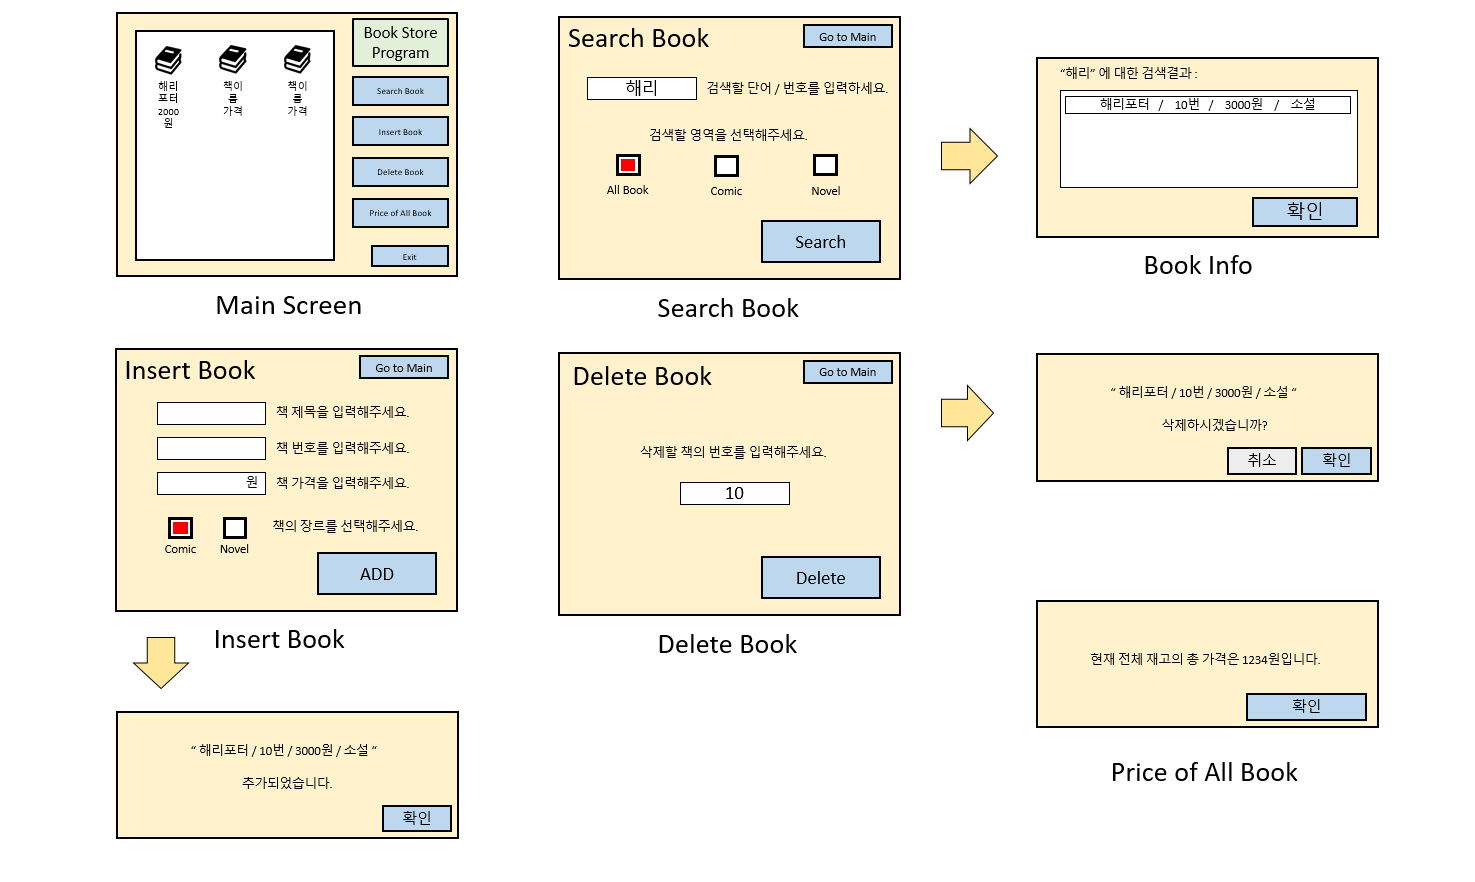 Book Store
Program
해리
포터
2000
원
책이
름
가격
책이
름
가격
Search Book
Insert Book
Delete Book
Price of All Book
Exit
Main Screen
Search Book
Go to Main
해리
검색할 단어 / 번호를 입력하세요.
검색할 영역을 선택해주세요.
All Book
Comic
Novel
Search
Search Book
“해리” 에 대한 검색결과 :
해리포터 / 10번 / 3000원 / 소설
확인
Book Info
Insert Book
Go to Main
책 제목을 입력해주세요.
책 번호를 입력해주세요.
원 책 가격을 입력해주세요.
책의 장르를 선택해주세요.
Comic
Novel
ADD
Insert Book
“ 해리포터 / 10번 / 3000원 / 소설 “
추가되었습니다.
확인
Delete Book
Go to Main
삭제할 책의 번호를 입력해주세요.
10
Delete
Delete Book
“ 해리포터 / 10번 / 3000원 / 소설 “
삭제하시겠습니까?
취소
확인
현재 전체 재고의 총 가격은 1234원입니다.
확인
Price of All Book